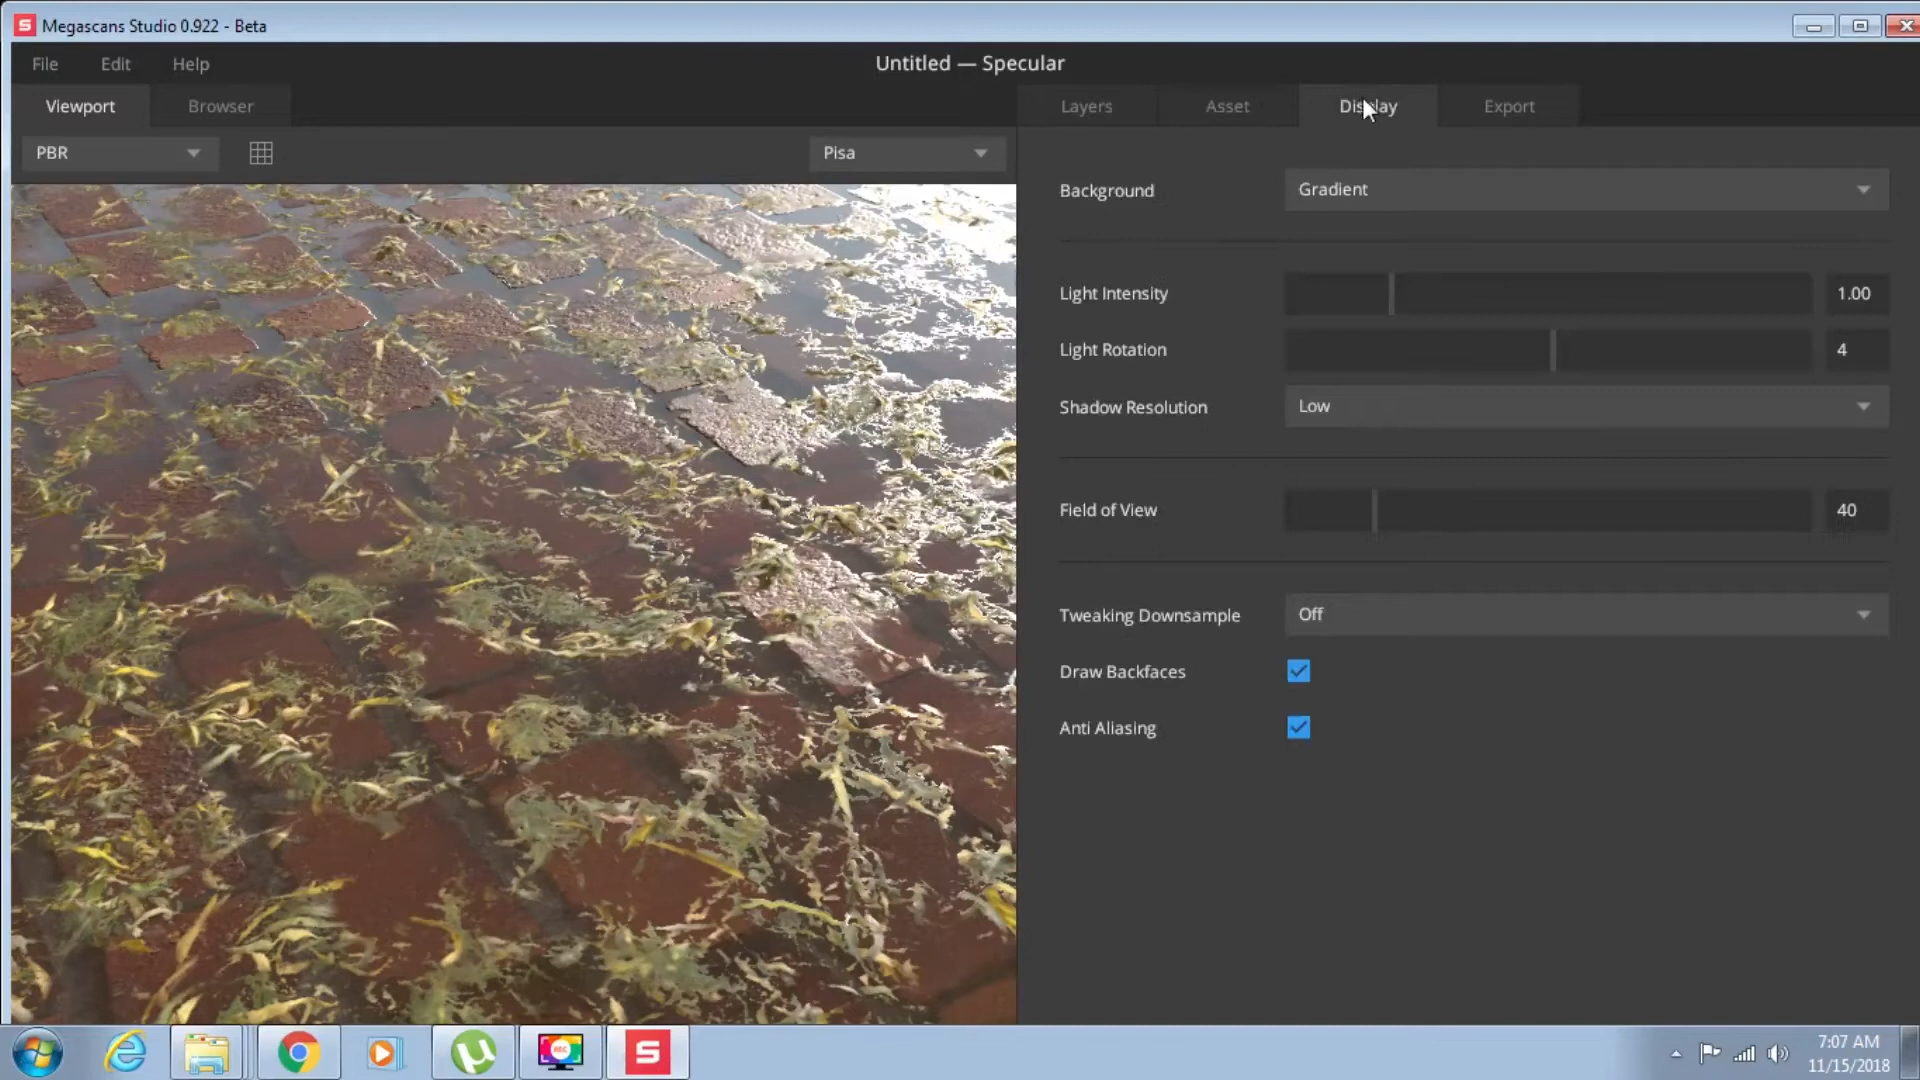 Megascans Studio 0.922 - Beta
File Edit Help
Untitled — Specular
Viewport Browser
Layers Asset Display Export
PBR
Pisa
Background Gradient
Light Intensity 1.00
Light Rotation 4
Shadow Resolution Low
Field of View 40
Tweaking Downsample Off
Draw Backfaces
Anti Aliasing
REC
7:07 AM
11/15/2018